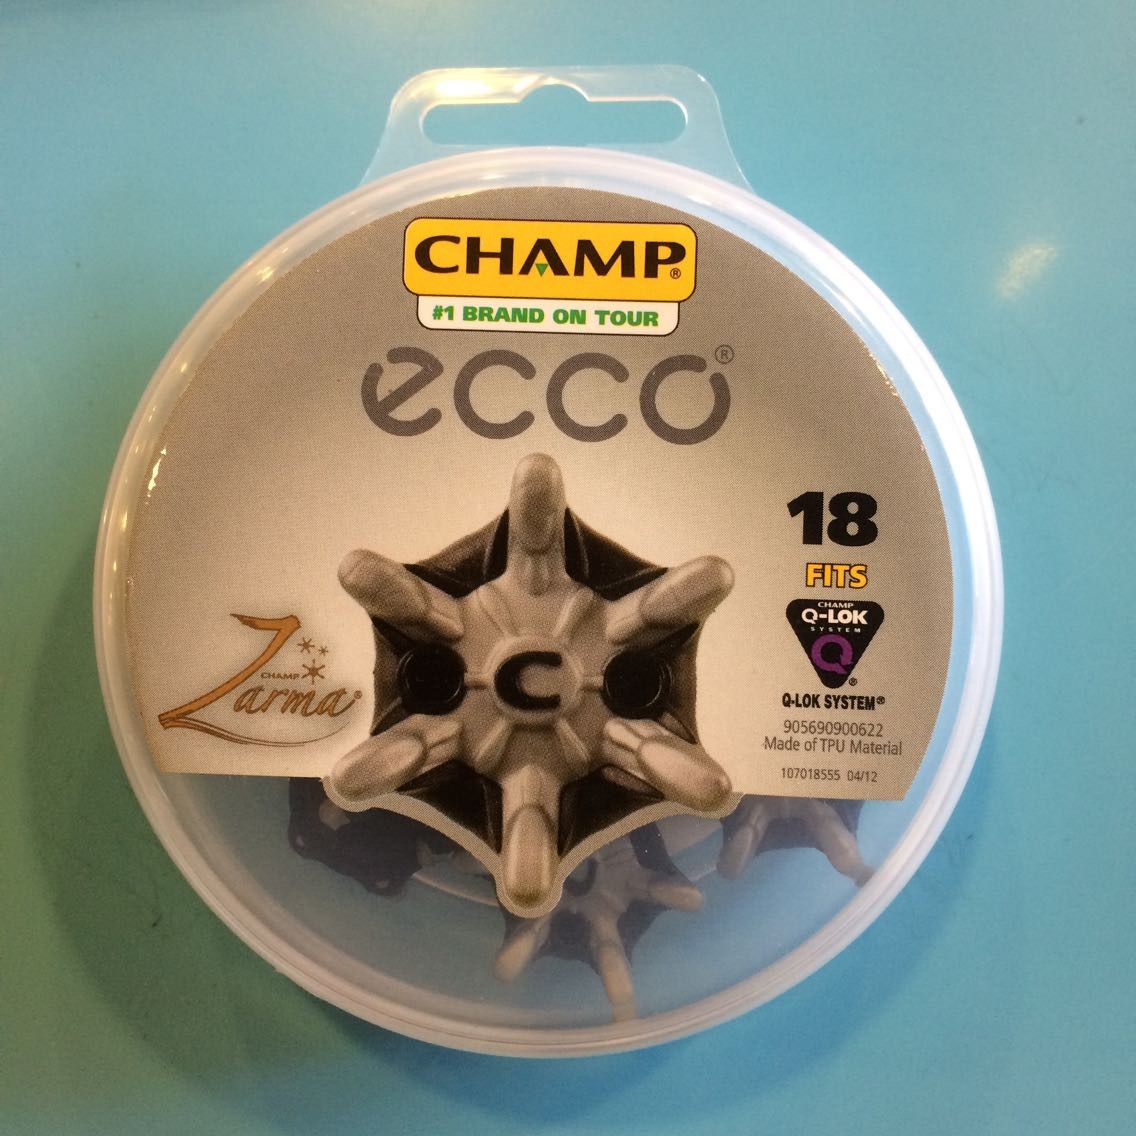 CHAMP®
#1 BRAND ON TOUR
ecco®
18
FITS
CHAMP
Q-LOK
SYSTEM
Q
®
Q-LOK SYSTEM®
905690900622
Made of TPU Material
107018555 04/12
CHAMP
Zarma®
C